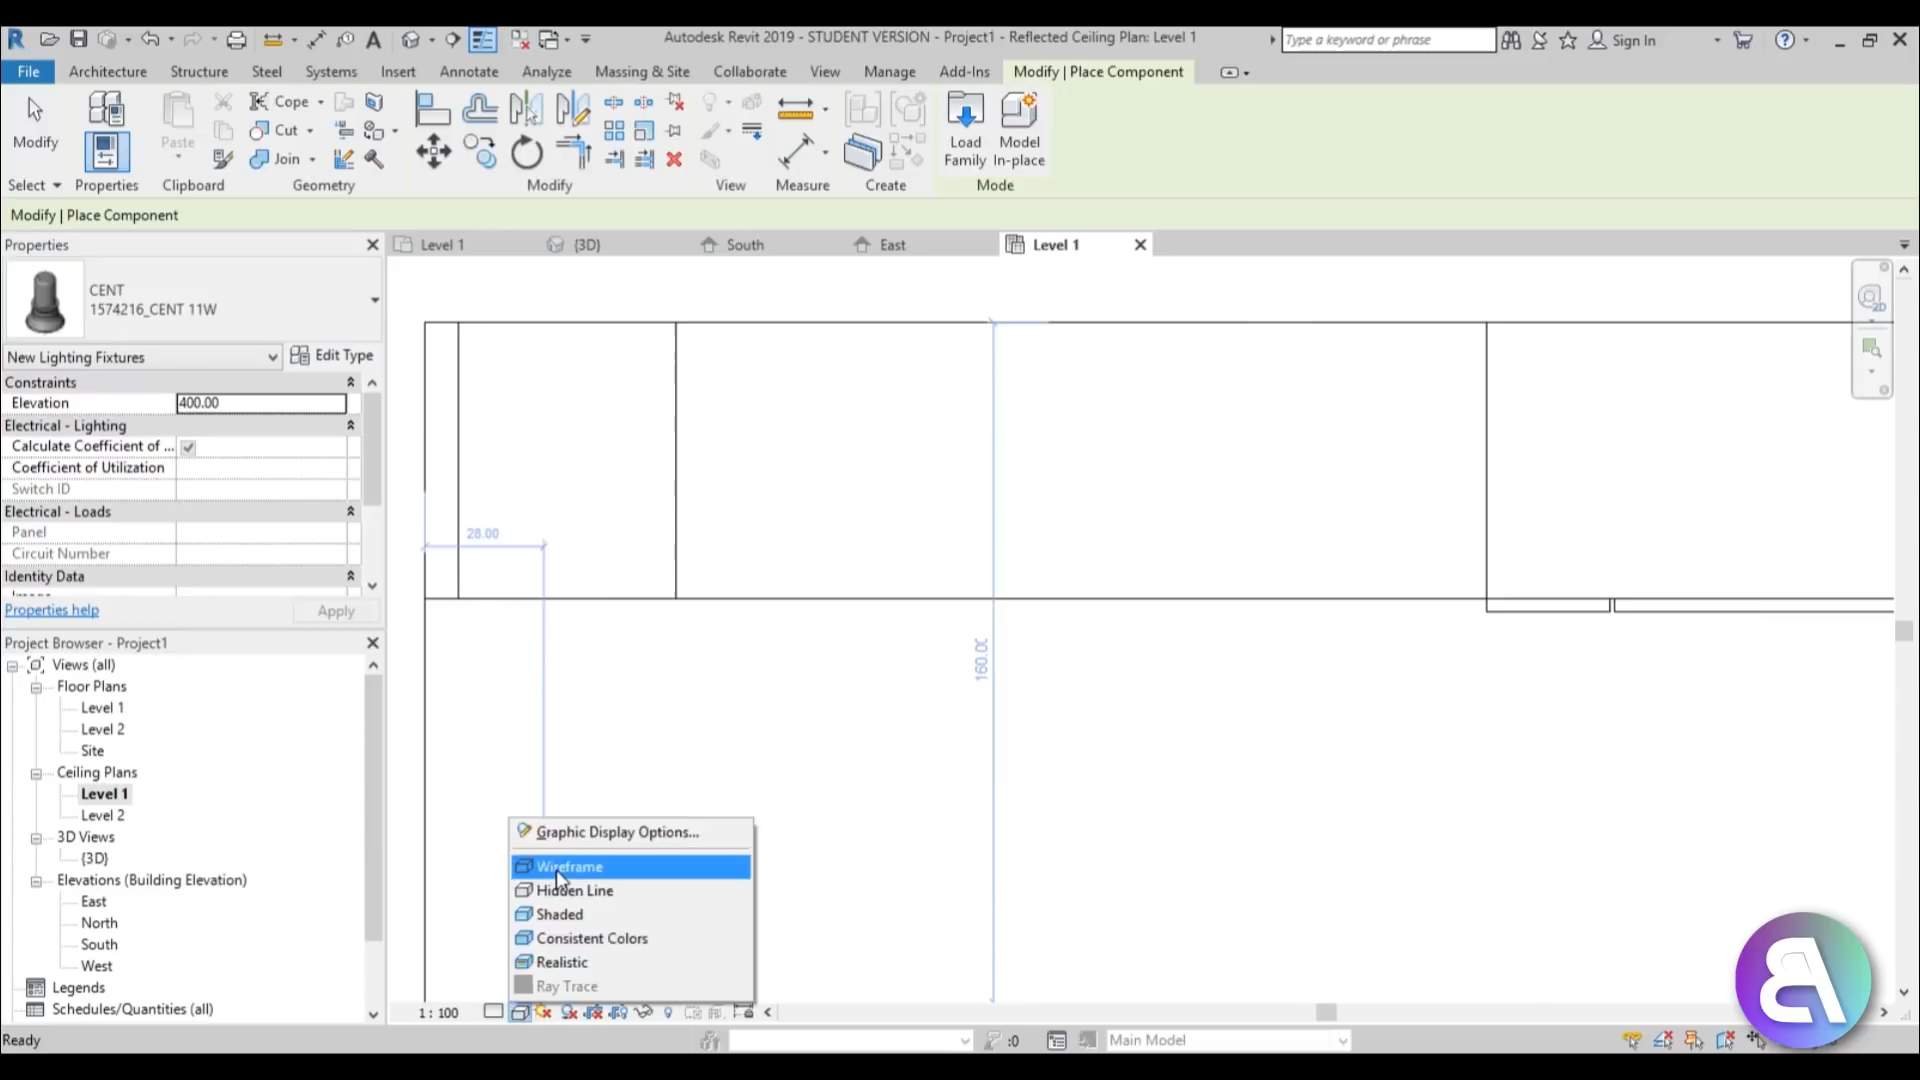 Autodesk Revit 2019 - STUDENT VERSION - Project1 - Reflected Ceiling Plan: Level 1
Type a keyword or phrase
Sign In
File Architecture Structure Steel Systems Insert Annotate Analyze Massing & Site Collaborate View Manage Add-Ins Modify | Place Component
Modify
Paste
Cope
Cut
Join
Load
Family
Model
In-place
Select Properties Clipboard Geometry Modify View Measure Create Mode
Modify | Place Component
Properties
CENT
1574216_CENT 11W
New Lighting Fixtures
Edit Type
Constraints
Elevation 400.00
Electrical - Lighting
Calculate Coefficient of ...
Coefficient of Utilization
Switch ID
Electrical - Loads
Panel
Circuit Number
Identity Data
Properties help
Apply
Project Browser - Project1
Views (all)
Floor Plans
Level 1
Level 2
Site
Ceiling Plans
Level 1
Level 2
3D Views
{3D}
Elevations (Building Elevation)
East
North
South
West
Legends
Schedules/Quantities (all)
Level 1
{3D}
South
East
Level 1
2D
28.00
160.00
Graphic Display Options...
Wireframe
Hidden Line
Shaded
Consistent Colors
Realistic
Ray Trace
1 : 100
Ready
:0
Main Model